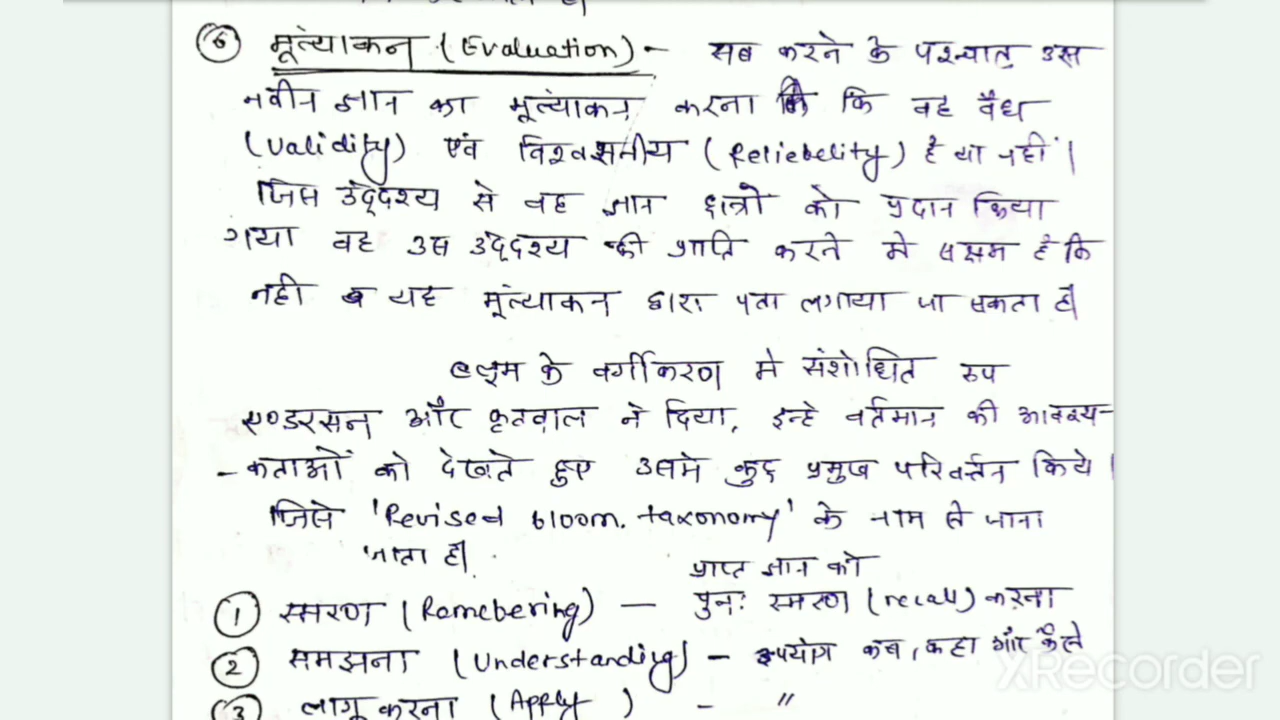 ⑥ मूल्याकन (Evaluation) - सब करने के पश्चात् उस
नवीन ज्ञान का मूल्याकन करना कि वह वैध
(Validity) एवं विश्वसनीय (Reliebelity) है या नहीं।
जिस उद्देश्य से वह ज्ञान छात्रो को प्रदान किया
गया वह उस उद्देश्य की प्राप्ति करने मे सक्षम है कि
नही यह मूल्याकन द्वारा पता लगाया जा सकता है।
ब्लूम के वर्गीकरण मे संशोधित रूप
एण्डरसन और कृतवाल ने दिया, इन्हे वर्तमान की आवश्य-
-कताओं को देखते हुए उसमे कुछ प्रमुख परिवर्तन किये।
जिसे 'Revised bloom. taxonomy' के नाम से जाना
जाता है।
प्राप्त ज्ञान को
① स्मरण (Ramebering) — पुनः स्मरण (recall) करना
② समझना (Understanding) - उपयोग कब, कहा और कैसे
③ लागू करना (Apply) - "
XRecorder